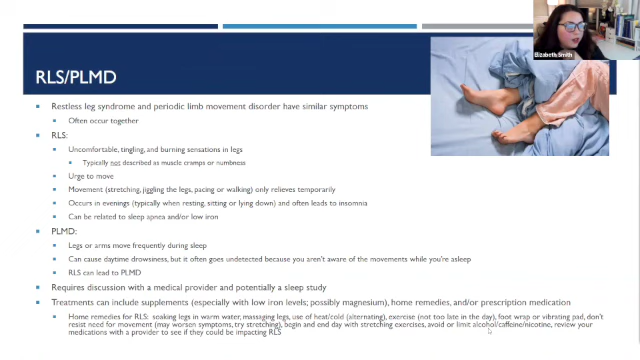 Elizabeth Smith
RLS/PLMD
Restless leg syndrome and periodic limb movement disorder have similar symptoms
Often occur together
RLS:
Uncomfortable, tingling, and burning sensations in legs
Typically not described as muscle cramps or numbness
Urge to move
Movement (stretching, jiggling the legs, pacing or walking) only relieves temporarily
Occurs in evenings (typically when resting, sitting or lying down) and often leads to insomnia
Can be related to sleep apnea and/or low iron
PLMD:
Legs or arms move frequently during sleep
Can cause daytime drowsiness, but it often goes undetected because you aren't aware of the movements while you're asleep
RLS can lead to PLMD
Requires discussion with a medical provider and potentially a sleep study
Treatments can include supplements (especially with low iron levels; possibly magnesium), home remedies, and/or prescription medication
Home remedies for RLS: soaking legs in warm water, massaging legs, use of heat/cold (alternating), exercise (not too late in the day), foot wrap or vibrating pad, don't
resist need for movement (may worsen symptoms, try stretching), begin and end day with stretching exercises, avoid or limit alcohol/caffeine/nicotine, review your
medications with a provider to see if they could be impacting RLS